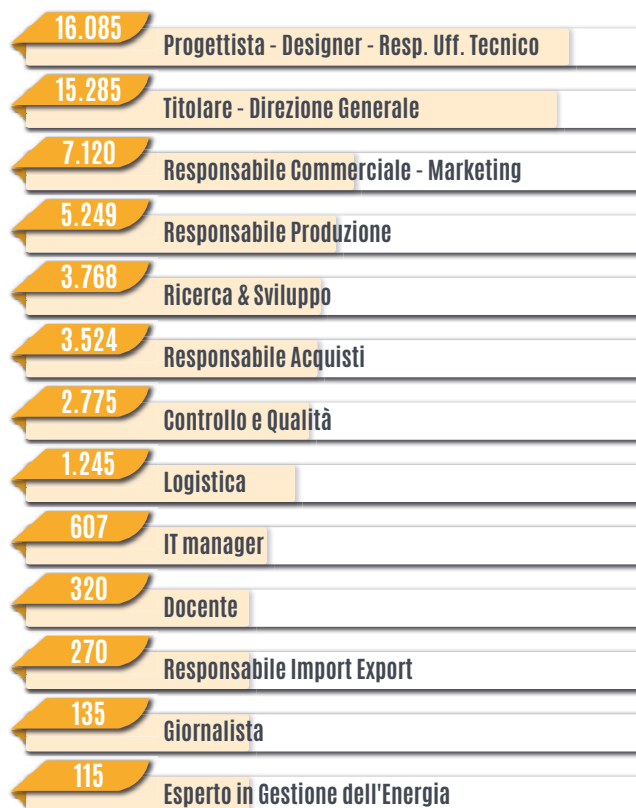 16.085
Progettista - Designer - Resp. Uff. Tecnico
15.285
Titolare - Direzione Generale
7.120
Responsabile Commerciale - Marketing
5.249
Responsabile Produzione
3.768
Ricerca & Sviluppo
3.524
Responsabile Acquisti
2.775
Controllo e Qualità
1.245
Logistica
607
IT manager
320
Docente
270
Responsabile Import Export
135
Giornalista
115
Esperto in Gestione dell'Energia